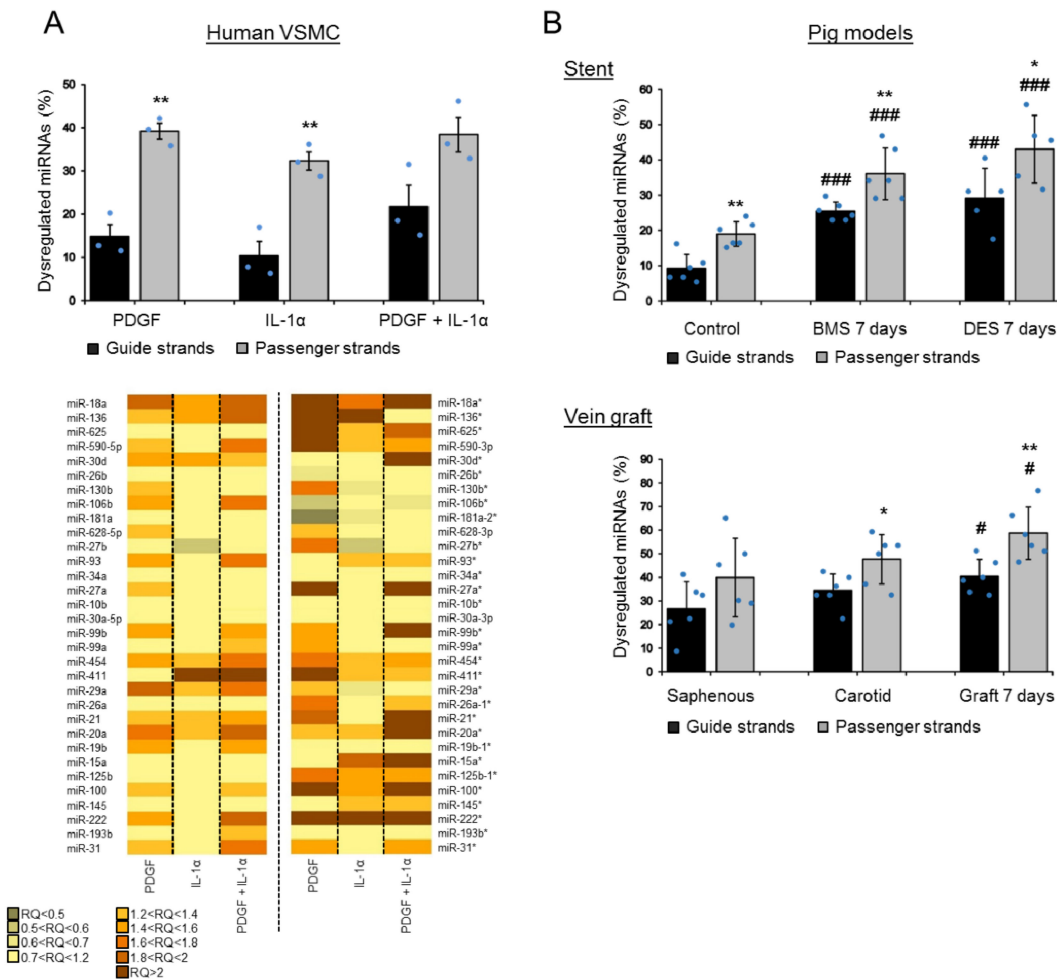 A
Human VSMC
Dysregulated miRNAs (%)
50
40
30
20
10
0
**
**
PDGF
IL-1α
PDGF + IL-1α
Guide strands
Passenger strands
miR-18a
miR-136
miR-625
miR-590-5p
miR-30d
miR-26b
miR-130b
miR-106b
miR-181a
miR-628-5p
miR-27b
miR-93
miR-34a
miR-27a
miR-10b
miR-30a-5p
miR-99b
miR-99a
miR-454
miR-411
miR-29a
miR-26a
miR-21
miR-20a
miR-19b
miR-15a
miR-125b
miR-100
miR-145
miR-222
miR-193b
miR-31
miR-18a*
miR-136*
miR-625*
miR-590-3p
miR-30d*
miR-26b*
miR-130b*
miR-106b*
miR-181a-2*
miR-628-3p
miR-27b*
miR-93*
miR-34a*
miR-27a*
miR-10b*
miR-30a-3p
miR-99b*
miR-99a*
miR-454*
miR-411*
miR-29a*
miR-26a-1*
miR-21*
miR-20a*
miR-19b-1*
miR-15a*
miR-125b-1*
miR-100*
miR-145*
miR-222*
miR-193b*
miR-31*
PDGF
IL-1α
PDGF + IL-1α
PDGF
IL-1α
PDGF + IL-1α
RQ<0.5
0.5<RQ<0.6
0.6<RQ<0.7
0.7<RQ<1.2
1.2<RQ<1.4
1.4<RQ<1.6
1.6<RQ<1.8
1.8<RQ<2
RQ>2
B
Pig models
Stent
Dysregulated miRNAs (%)
60
50
40
30
20
10
0
**
###
**
###
###
*
###
Control
BMS 7 days
DES 7 days
Guide strands
Passenger strands
Vein graft
Dysregulated miRNAs (%)
90
80
70
60
50
40
30
20
10
0
*
#
**
#
Saphenous
Carotid
Graft 7 days
Guide strands
Passenger strands